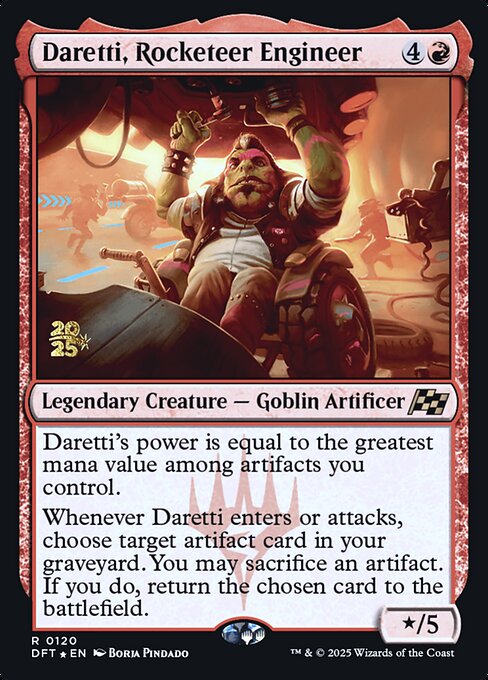 Daretti, Rocketeer Engineer 4
20
25
Legendary Creature — Goblin Artificer
Daretti's power is equal to the greatest
mana value among artifacts you
control.
Whenever Daretti enters or attacks,
choose target artifact card in your
graveyard. You may sacrifice an artifact.
If you do, return the chosen card to the
battlefield.
★/5
R 0120
DFT ★ EN Borja Pindado
™ & © 2025 Wizards of the Coast